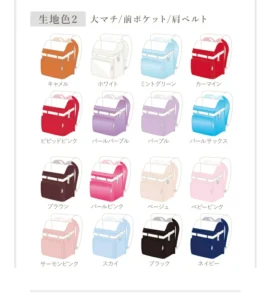 生地色2 大マチ/前ポケット/肩ベルト
キャメル ホワイト ミントグリーン カーマイン
ビビッドピンク パールパープル パープル パールサックス
ブラウン パールピンク ベージュ ベビーピンク
サーモンピンク スカイ ブラック ネイビー